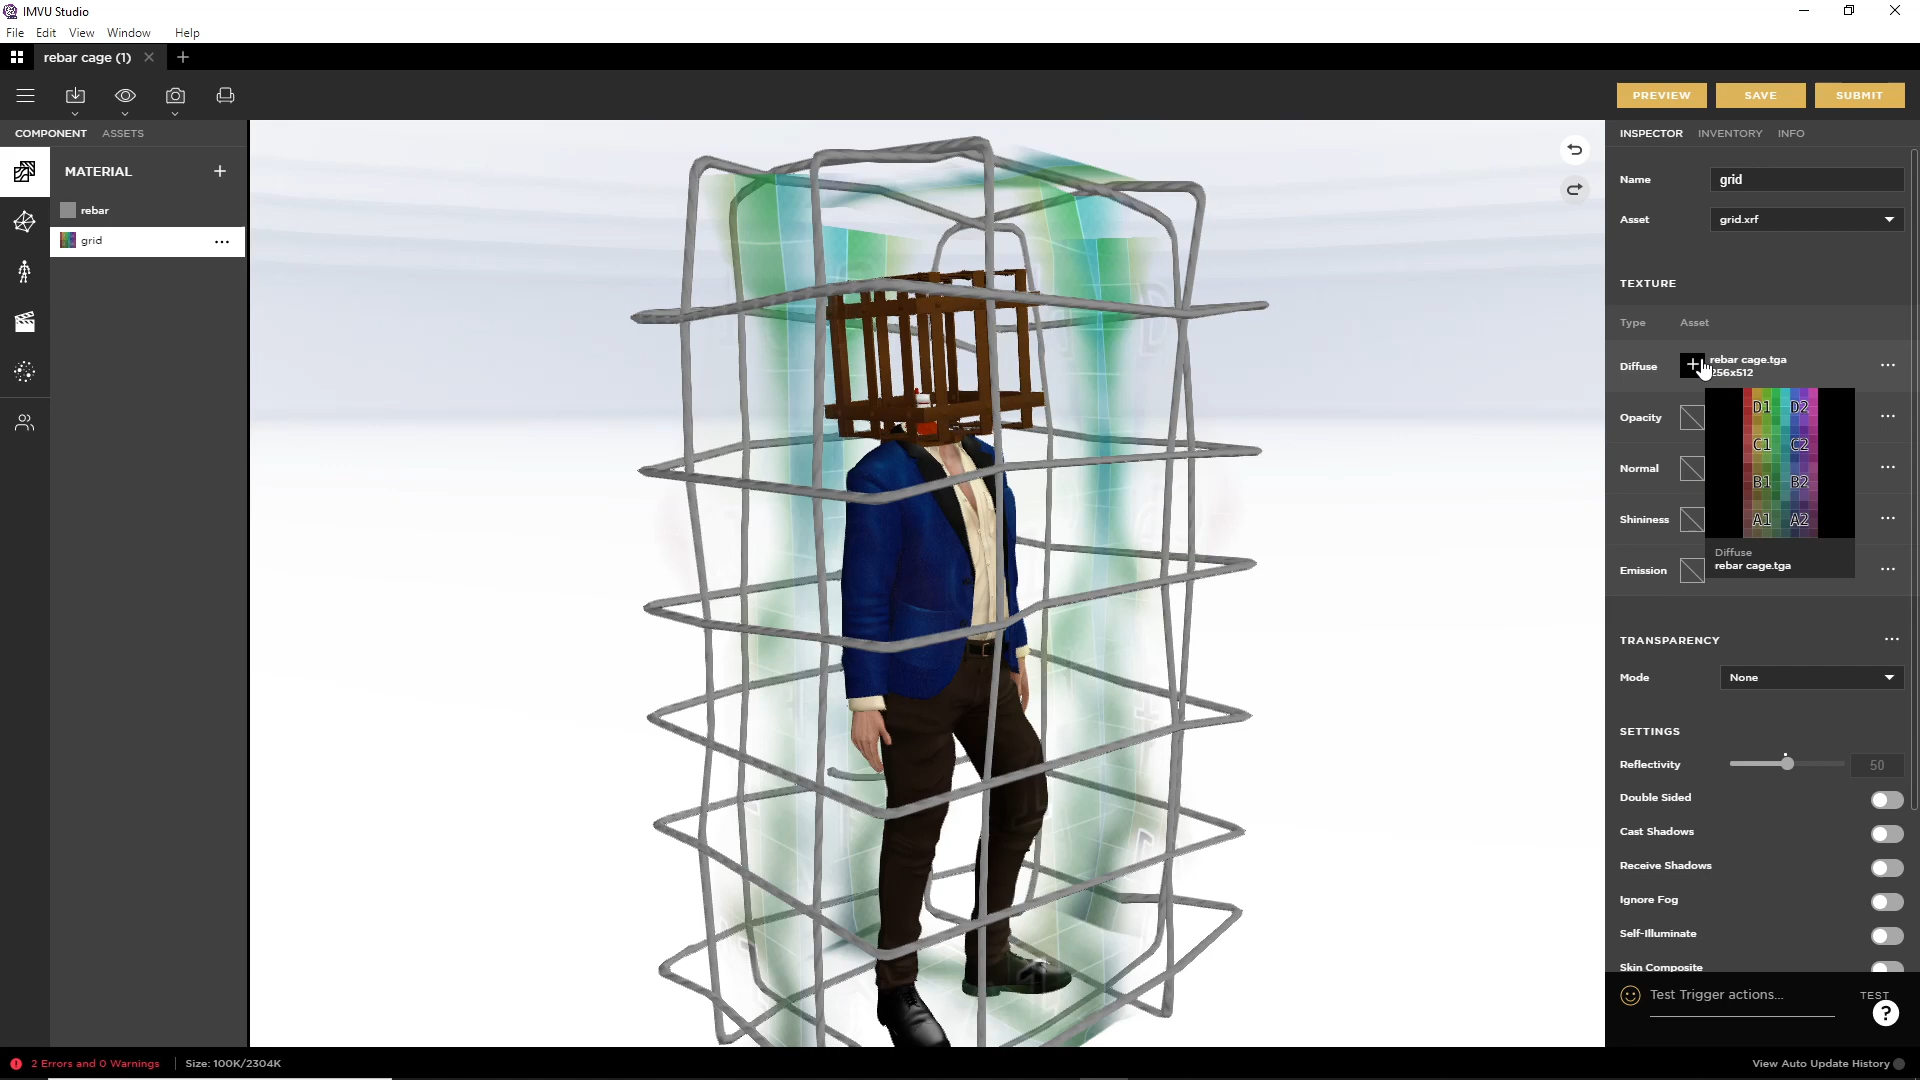 IMVU Studio
File Edit View Window Help
rebar cage (1)
PREVIEW SAVE SUBMIT
COMPONENT ASSETS
INSPECTOR INVENTORY INFO
MATERIAL
rebar
grid
Name grid
Asset grid.xrf
TEXTURE
Type Asset
Diffuse rebar cage.tga
256x512
D1 D2
Opacity
C1 C2
Normal
B1 B2
Shininess
A1 A2
Diffuse
rebar cage.tga
Emission
TRANSPARENCY
Mode None
SETTINGS
Reflectivity 50
Double Sided
Cast Shadows
Receive Shadows
Ignore Fog
Self-Illuminate
Skin Composite
Test Trigger actions... TEST
?
2 Errors and 0 Warnings Size: 100K/2304K
View Auto Update History